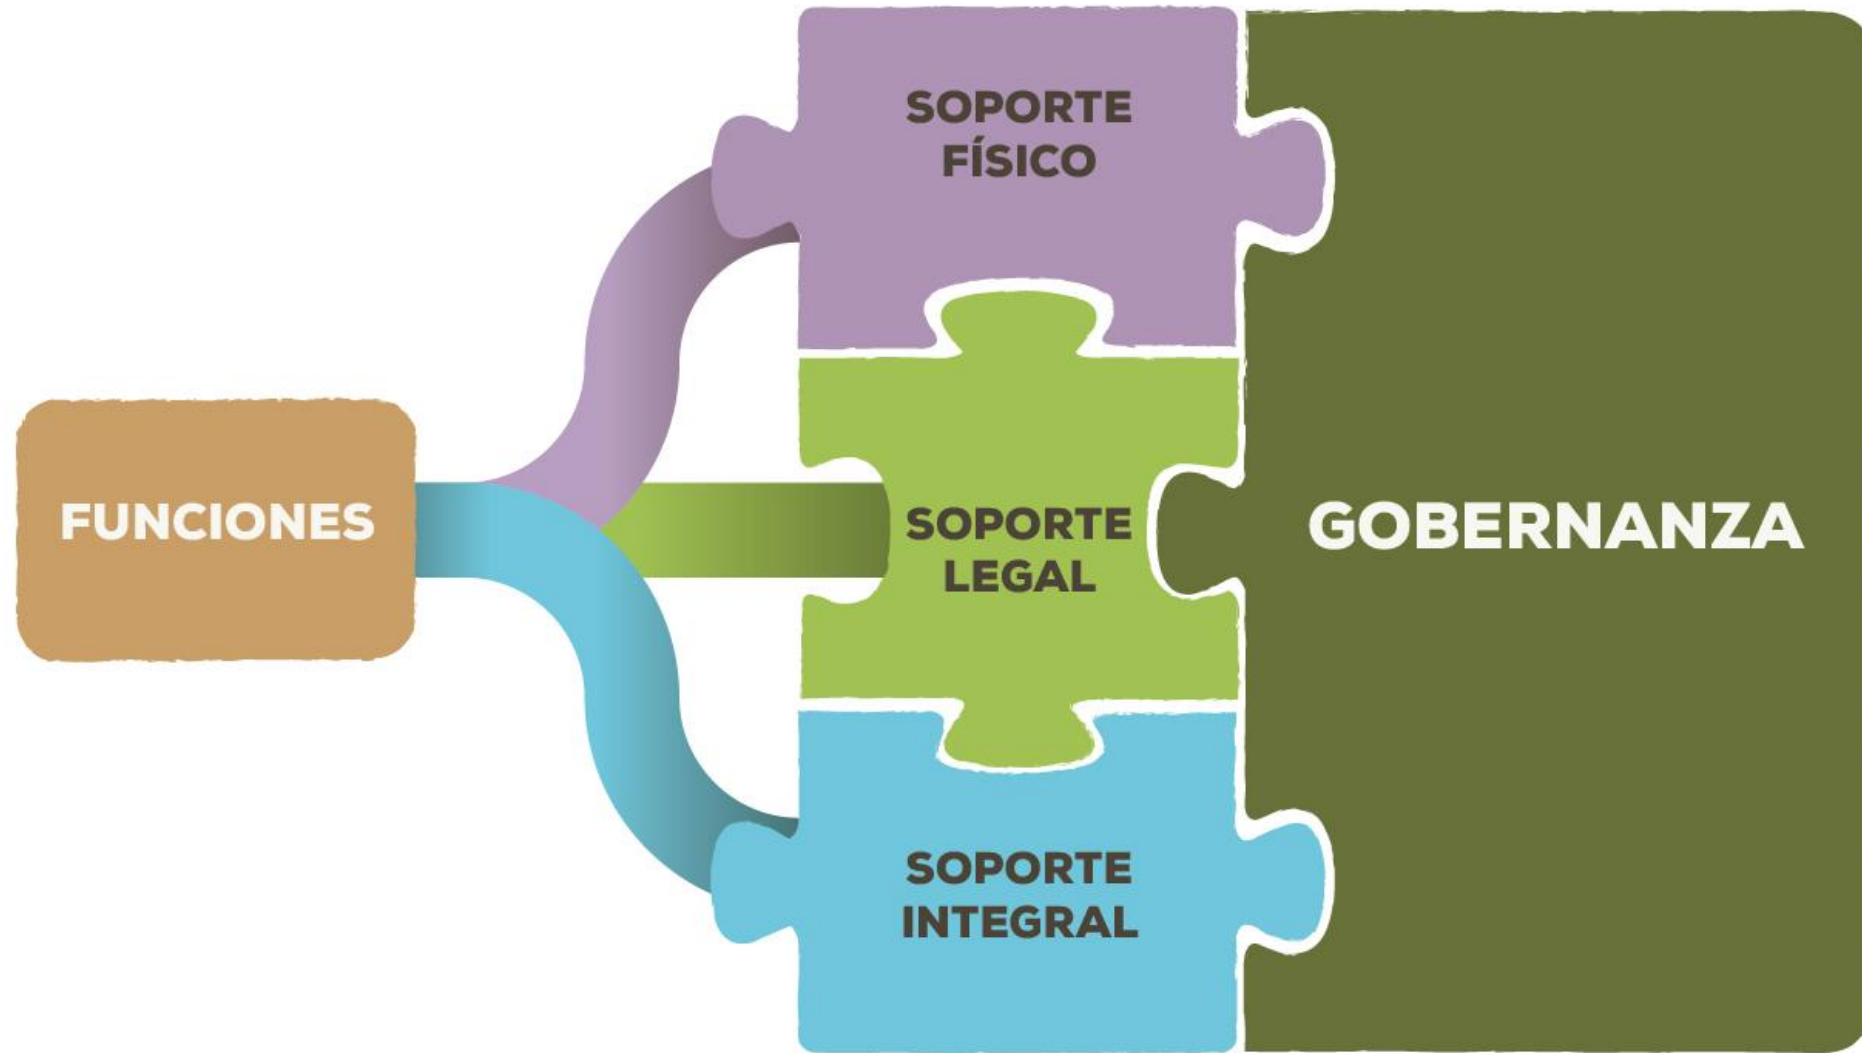 FUNCIONES
SOPORTE
FÍSICO
SOPORTE
LEGAL
SOPORTE
INTEGRAL
GOBERNANZA